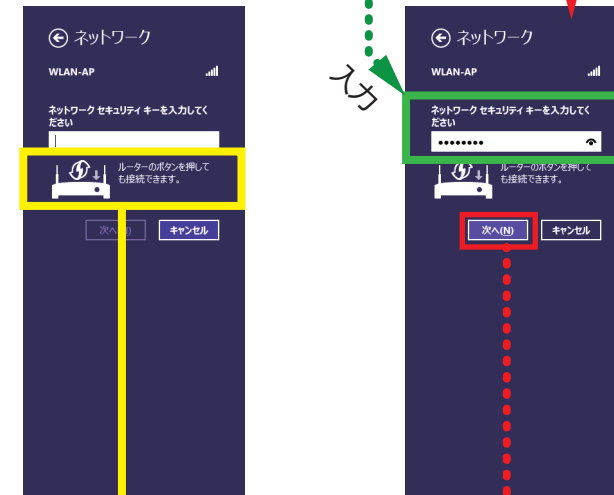 ネットワーク
WLAN-AP
ネットワーク セキュリティ キーを入力してく
ださい
ルーターのボタンを押して
も接続できます。
キャンセル
入力
ネットワーク
WLAN-AP
ネットワーク セキュリティ キーを入力してく
ださい
ルーターのボタンを押して
も接続できます。
次へ(N)
キャンセル